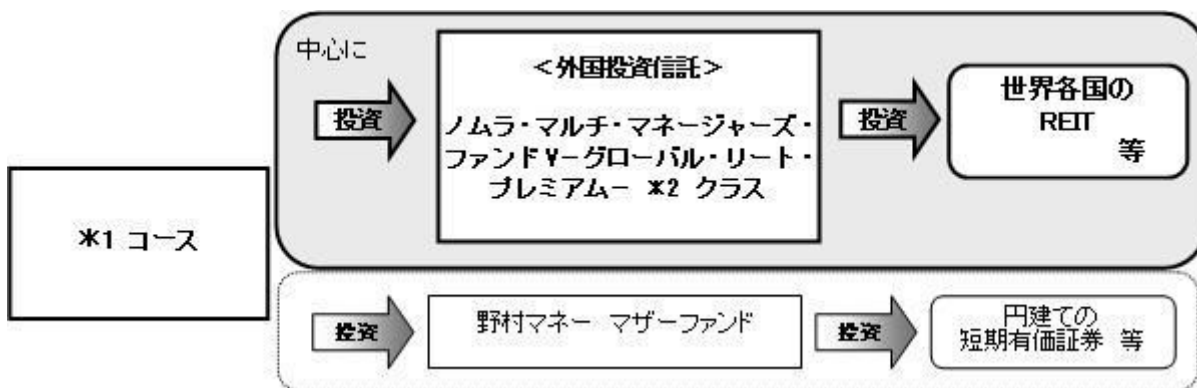 中心に
投資
<外国投資信託>
ノムラ・マルチ・マネージャーズ・
ファンドV-グローバル・リート・
プレミアム- *2 クラス
投資
世界各国の
REIT
等
*1 コース
投資
野村マネー マザーファンド
投資
円建ての
短期有価証券 等